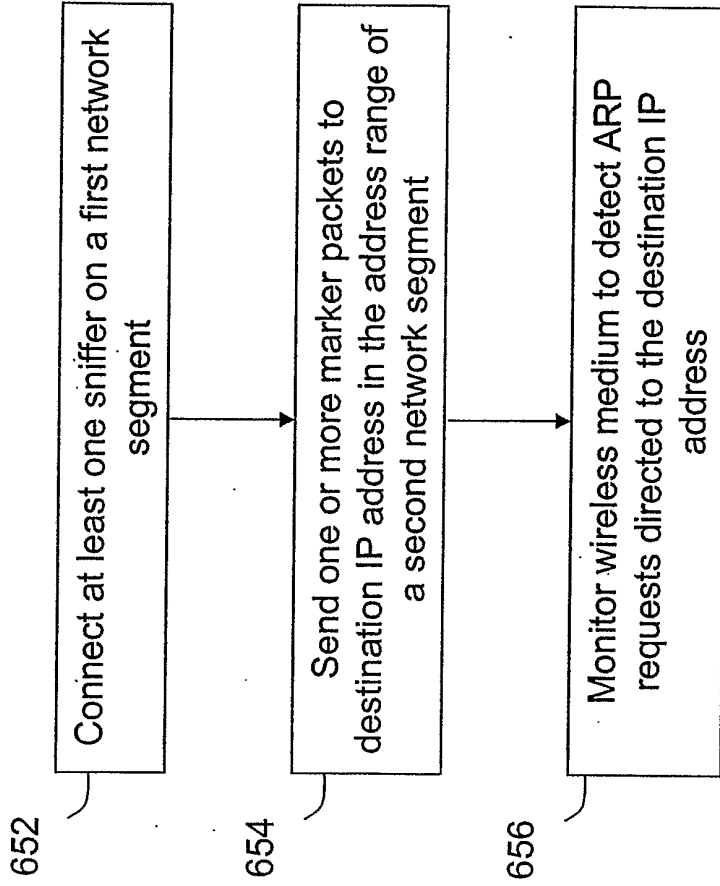 652
Connect at least one sniffer on a first network
segment
654
Send one or more marker packets to
destination IP address in the address range of
a second network segment
656
Monitor wireless medium to detect ARP
requests directed to the destination IP
address